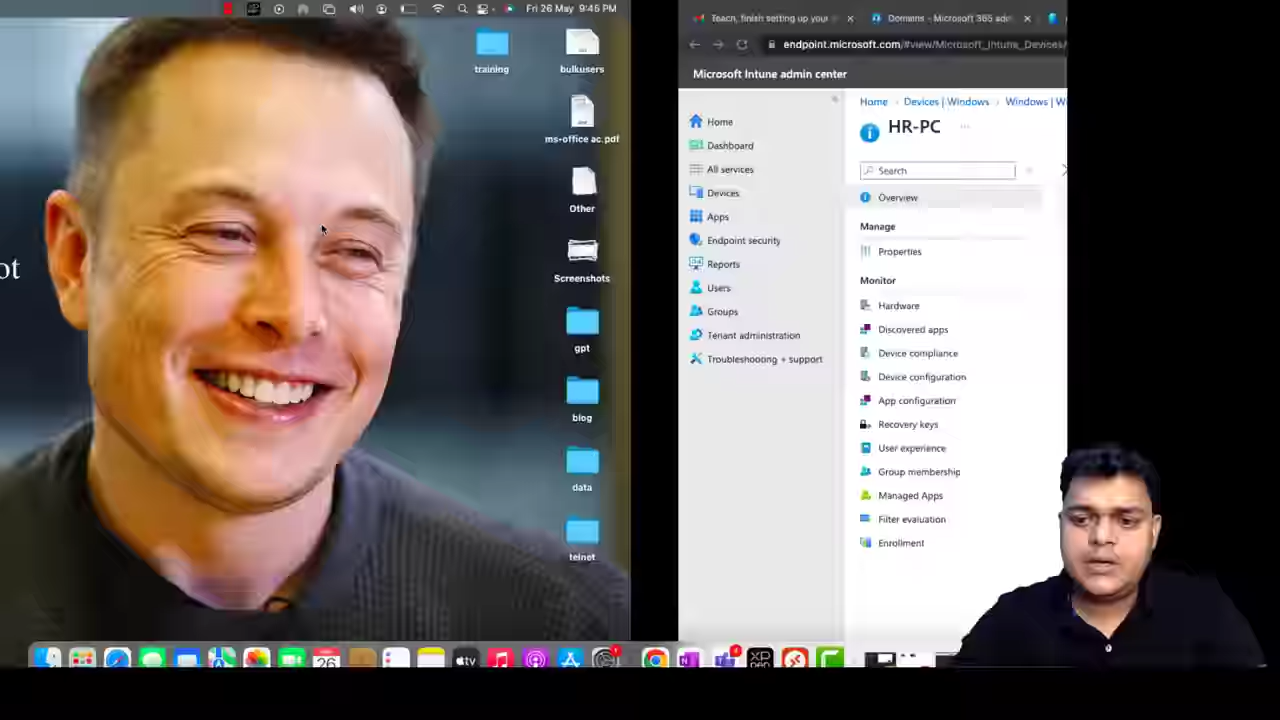 Fri 26 May 9:45 PM
training
bulkusers
ms-office ac.pdf
Other
Screenshots
gpt
blog
data
telnet
ot
tv
26
XP
PEN
Teach, finish setting up your
Domains - Microsoft 365 adm
endpoint.microsoft.com/#view/Microsoft_Intune_Devices/
Microsoft Intune admin center
Home
Dashboard
All services
Devices
Apps
Endpoint security
Reports
Users
Groups
Tenant administration
Troubleshooting + support
Home > Devices | Windows > Windows | W
HR-PC ...
Search
Overview
Manage
Properties
Monitor
Hardware
Discovered apps
Device compliance
Device configuration
App configuration
Recovery keys
User experience
Group membership
Managed Apps
Filter evaluation
Enrollment